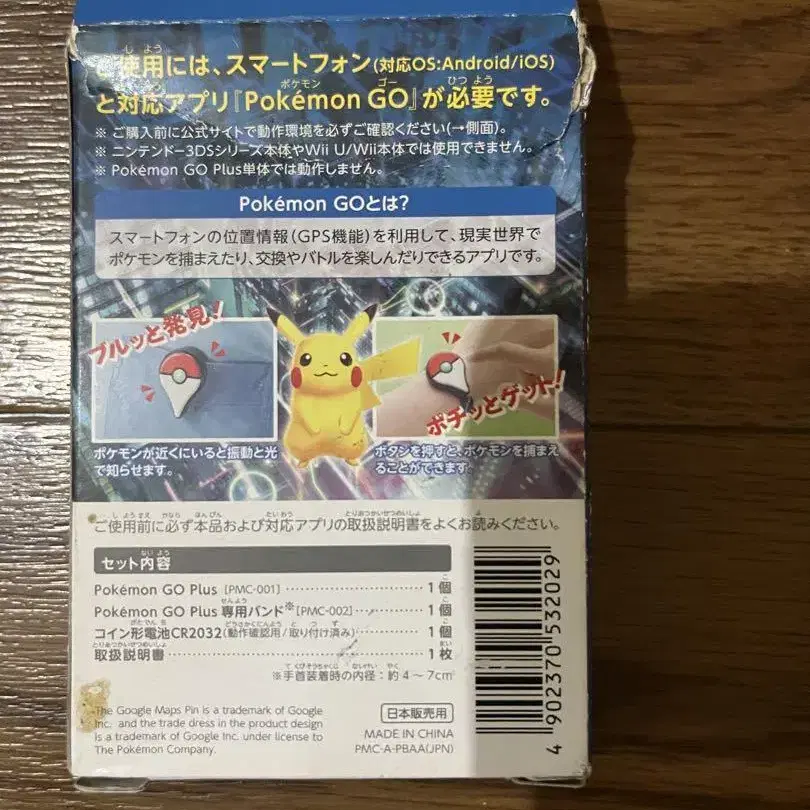 ご使用には、スマートフォン(対応OS:Android/iOS)
と対応アプリ『Pokémon GO』が必要です。
※ ご購入前に公式サイトで動作環境を必ずご確認ください(→側面)。
※ ニンテンドー3DSシリーズ本体やWii U/Wii本体では使用できません。
※ Pokémon GO Plus単体では動作しません。
Pokémon GOとは?
スマートフォンの位置情報(GPS機能)を利用して、現実世界で
ポケモンを捕まえたり、交換やバトルを楽しんだりできるアプリです。
ブルッと発見!
ポチッとゲット!
ポケモンが近くにいると振動と光
で知らせます。
ボタンを押すと、ポケモンを捕まえ
ることができます。
ご使用前に必ず本品および対応アプリの取扱説明書をよくお読みください。
セット内容
Pokémon GO Plus [PMC-001] 1個
Pokémon GO Plus 専用バンド※[PMC-002] 1個
コイン形電池CR2032(動作確認用/取り付け済み) 1個
取扱説明書 1枚
※手首装着時の内径:約4~7cm
The Google Maps Pin is a trademark of Google
Inc. and the trade dress in the product design
is a trademark of Google Inc. under license to
The Pokémon Company.
日本販売用
MADE IN CHINA
PMC-A-PBAA(JPN)
4 902370 532029